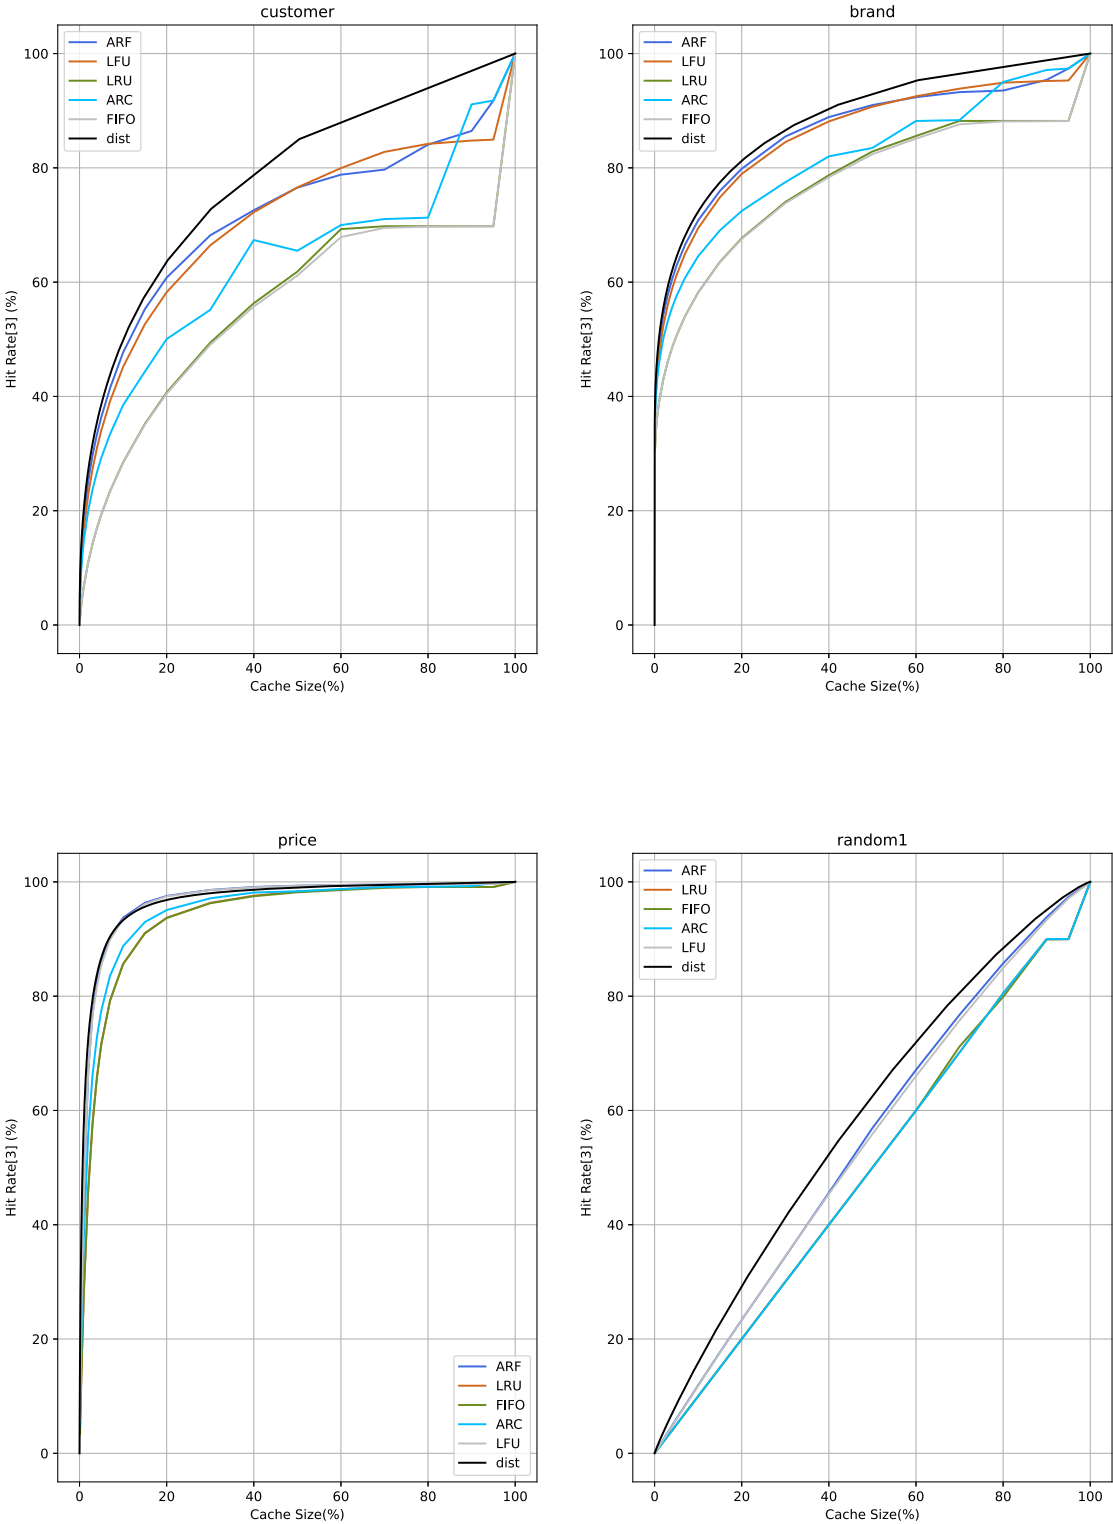 customer
ARF
LFU
LRU
ARC
FIFO
dist
100
80
60
40
20
0
Hit Rate[3] (%)
0 20 40 60 80 100
Cache Size(%)
brand
ARF
LFU
LRU
ARC
FIFO
dist
100
80
60
40
20
0
Hit Rate[3] (%)
0 20 40 60 80 100
Cache Size(%)
price
100
80
60
40
20
0
Hit Rate[3] (%)
ARF
LRU
FIFO
ARC
LFU
dist
0 20 40 60 80 100
Cache Size(%)
random1
ARF
LRU
FIFO
ARC
LFU
dist
100
80
60
40
20
0
Hit Rate[3] (%)
0 20 40 60 80 100
Cache Size(%)